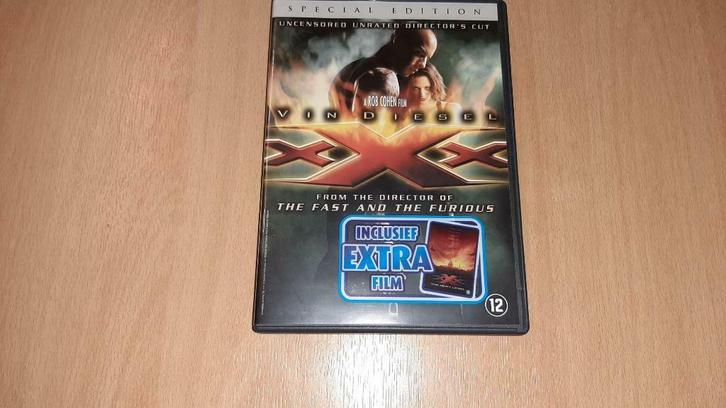 SPECIAL EDITION
UNCENSORED UNRATED DIRECTOR'S CUT
A ROB COHEN FILM
VIN DIESEL
xXx
FROM THE DIRECTOR OF
THE FAST AND THE FURIOUS
INCLUSIEF
EXTRA
FILM
xXx
12